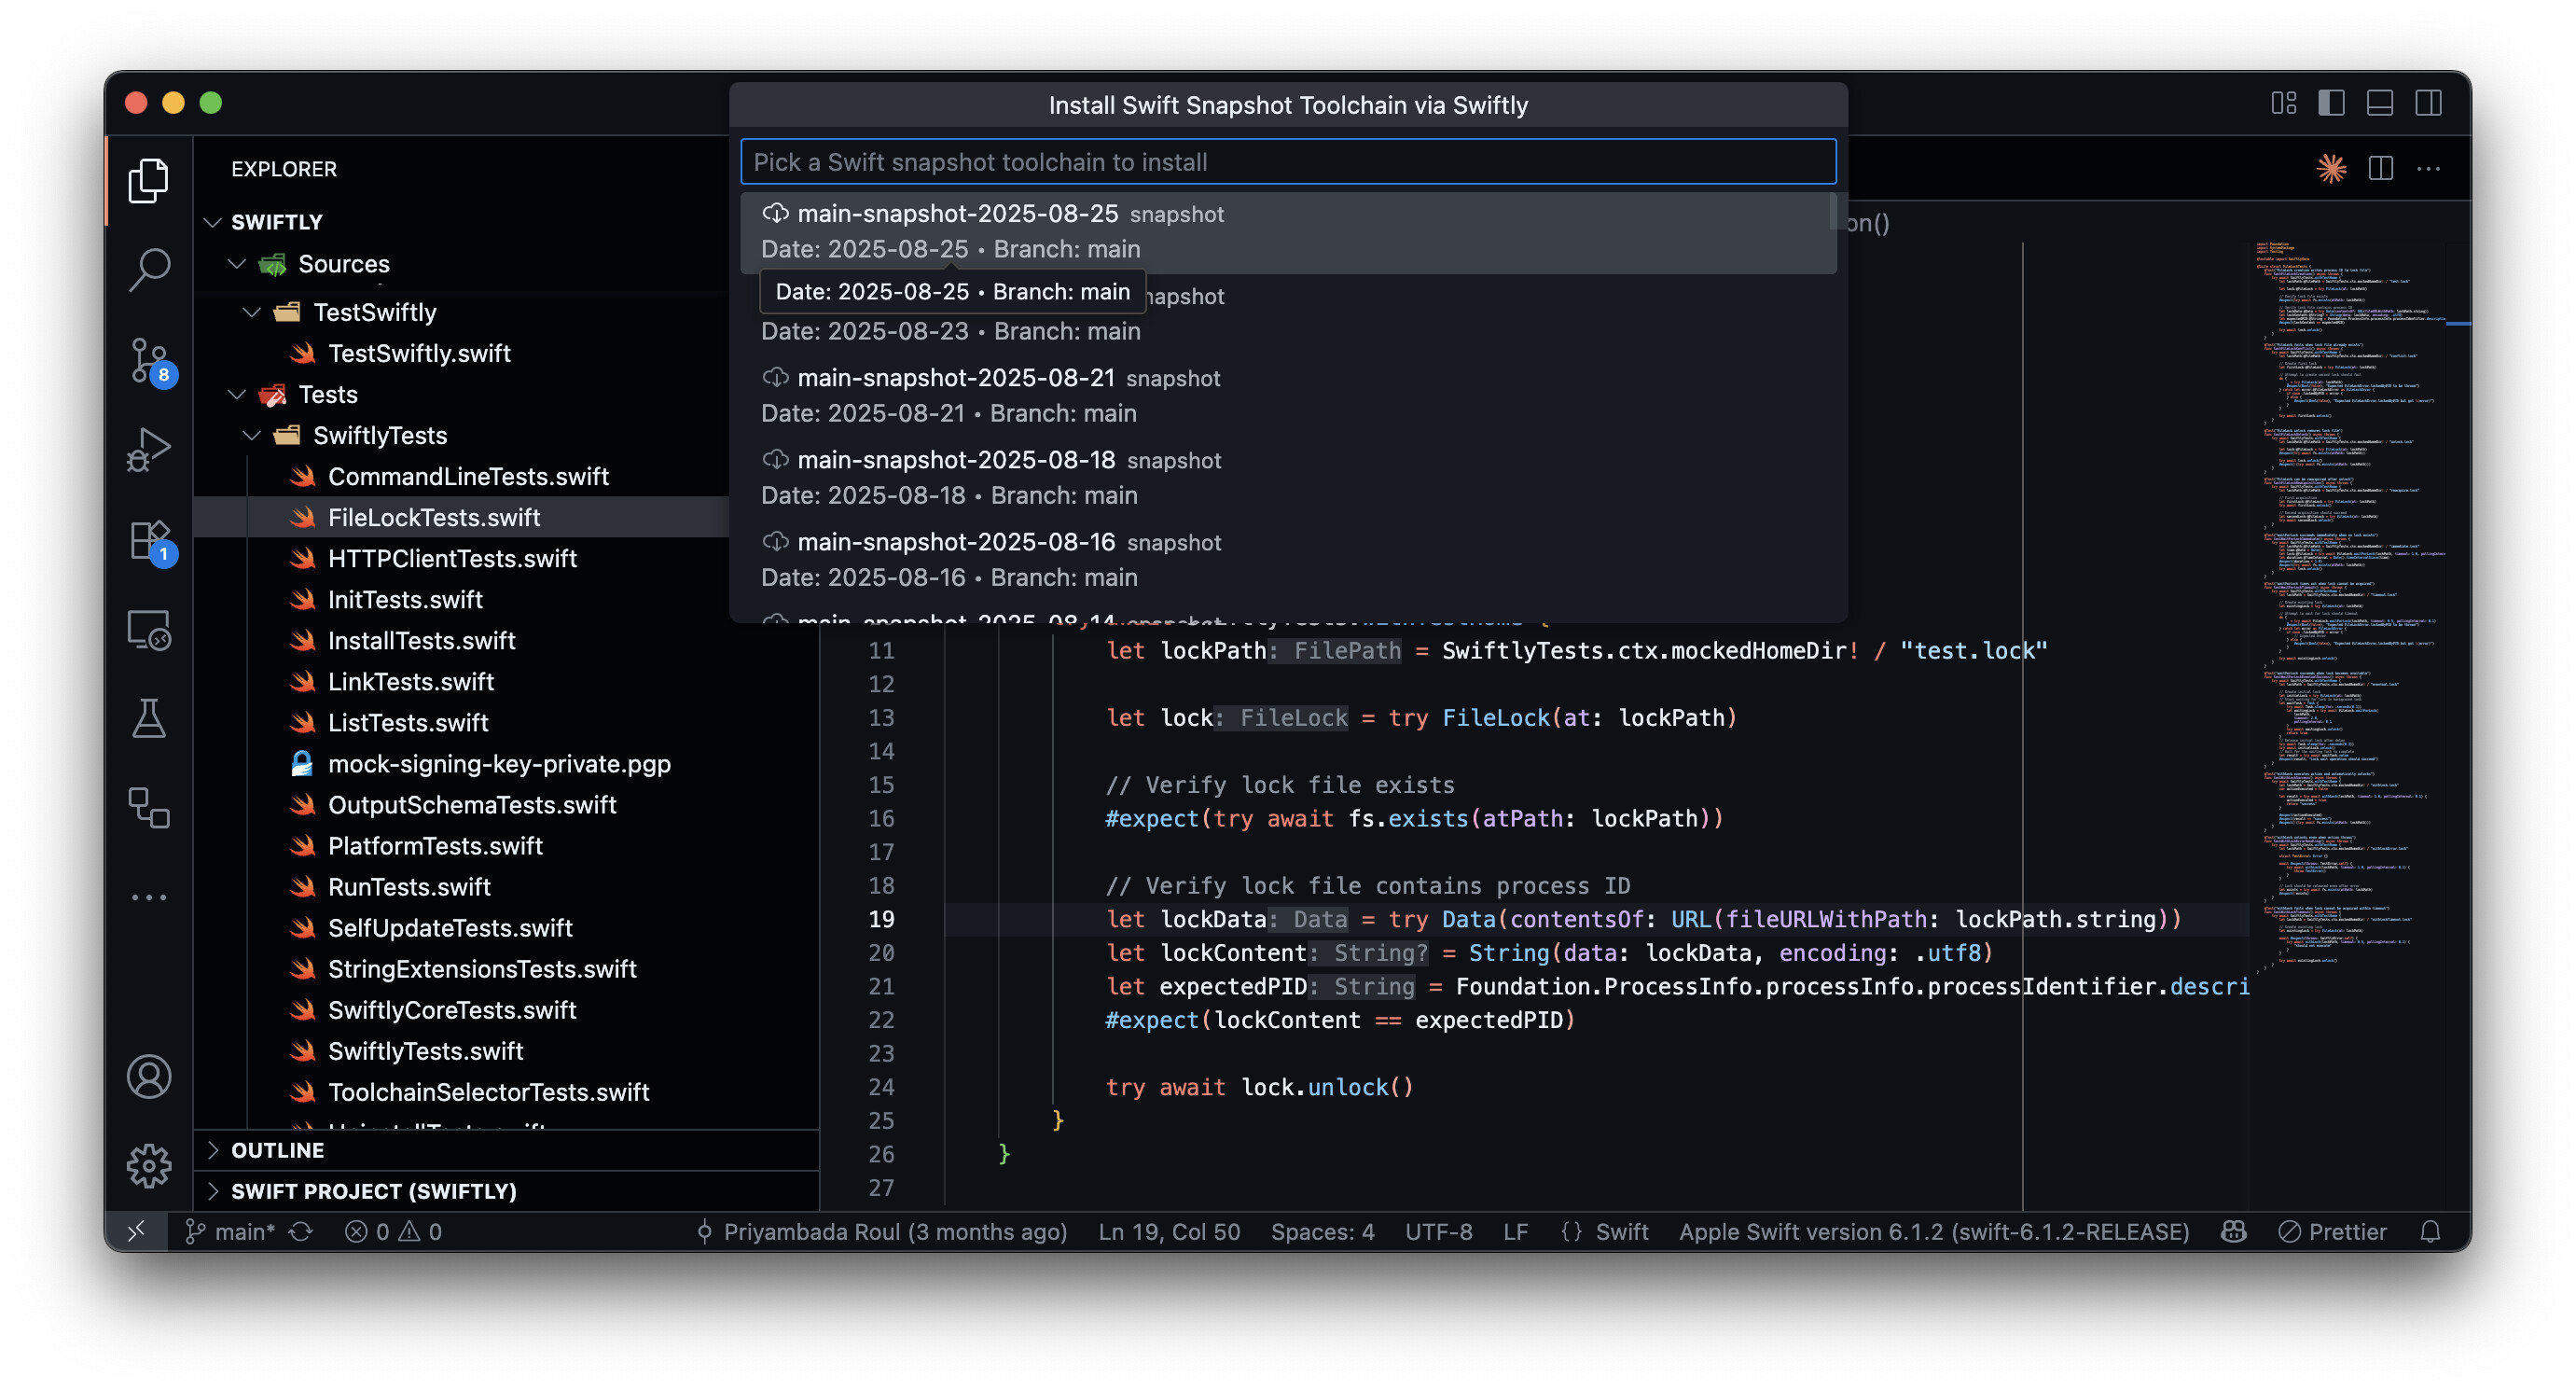 Install Swift Snapshot Toolchain via Swiftly
Pick a Swift snapshot toolchain to install
main-snapshot-2025-08-25 snapshot
Date: 2025-08-25 • Branch: main
Date: 2025-08-25 • Branch: main
napshot
Date: 2025-08-23 • Branch: main
main-snapshot-2025-08-21 snapshot
Date: 2025-08-21 • Branch: main
main-snapshot-2025-08-18 snapshot
Date: 2025-08-18 • Branch: main
main-snapshot-2025-08-16 snapshot
Date: 2025-08-16 • Branch: main
main-snapshot-2025-08-14 snapshot
on()
EXPLORER
SWIFTLY
Sources
TestSwiftly
TestSwiftly.swift
Tests
SwiftlyTests
CommandLineTests.swift
FileLockTests.swift
HTTPClientTests.swift
InitTests.swift
InstallTests.swift
LinkTests.swift
ListTests.swift
mock-signing-key-private.pgp
OutputSchemaTests.swift
PlatformTests.swift
RunTests.swift
SelfUpdateTests.swift
StringExtensionsTests.swift
SwiftlyCoreTests.swift
SwiftlyTests.swift
ToolchainSelectorTests.swift
OUTLINE
SWIFT PROJECT (SWIFTLY)
8
1
11 let lockPath: FilePath = SwiftlyTests.ctx.mockedHomeDir! / "test.lock"
12
13 let lock: FileLock = try FileLock(at: lockPath)
14
15 // Verify lock file exists
16 #expect(try await fs.exists(atPath: lockPath))
17
18 // Verify lock file contains process ID
19 let lockData: Data = try Data(contentsOf: URL(fileURLWithPath: lockPath.string))
20 let lockContent: String? = String(data: lockData, encoding: .utf8)
21 let expectedPID: String = Foundation.ProcessInfo.processInfo.processIdentifier.descri
22 #expect(lockContent == expectedPID)
23
24 try await lock.unlock()
25 }
26 }
27
main* 0 0 Priyambada Roul (3 months ago) Ln 19, Col 50 Spaces: 4 UTF-8 LF {} Swift Apple Swift version 6.1.2 (swift-6.1.2-RELEASE) Prettier